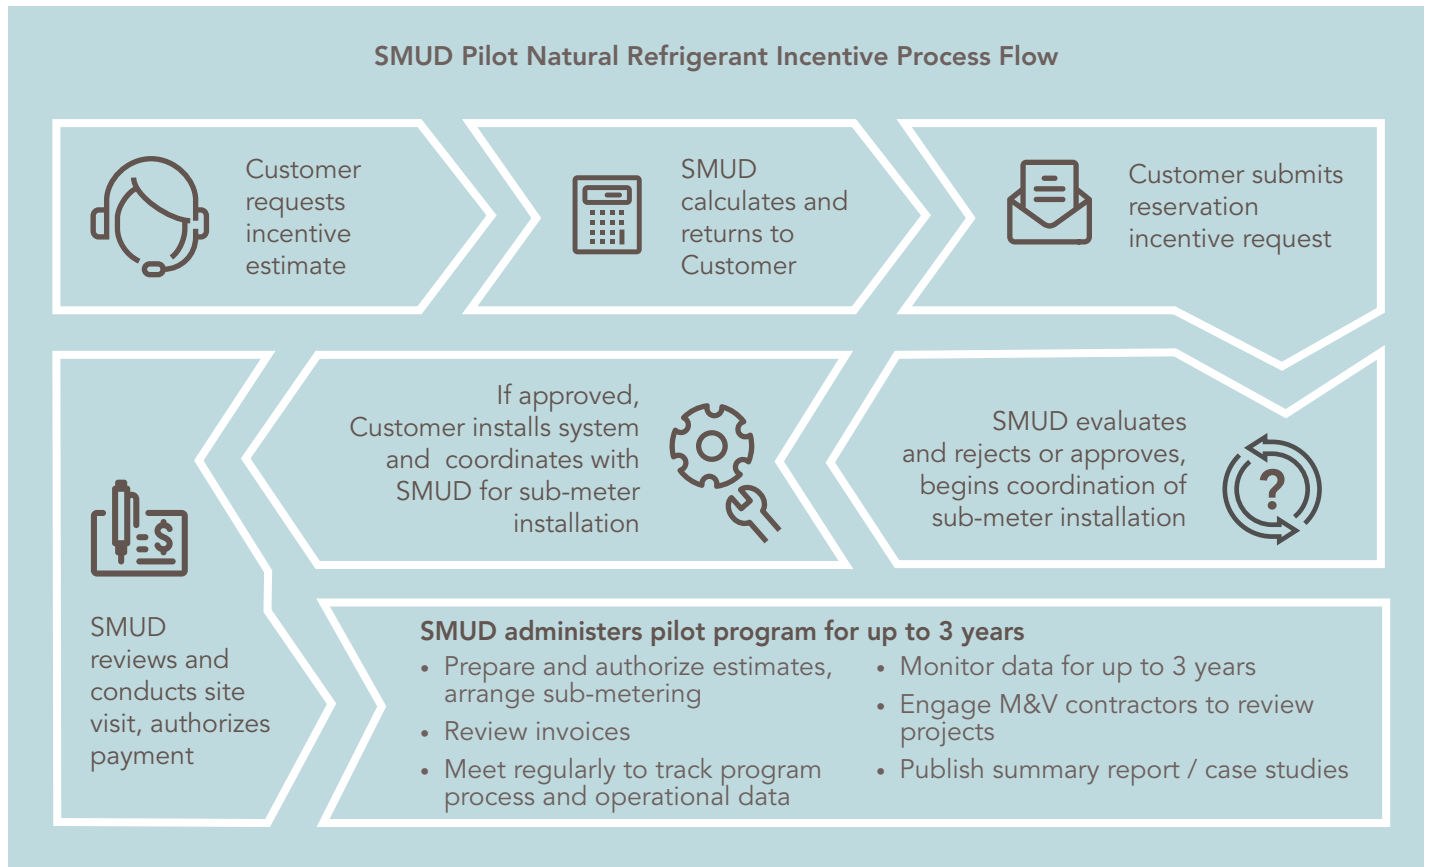 SMUD Pilot Natural Refrigerant Incentive Process Flow
Customer
requests
incentive
estimate
SMUD
calculates and
returns to
Customer
Customer submits
reservation
incentive request
SMUD evaluates
and rejects or approves,
begins coordination of
sub-meter installation
?
If approved,
Customer installs system
and coordinates with
SMUD for sub-meter
installation
$
SMUD
reviews and
conducts site
visit, authorizes
payment
SMUD administers pilot program for up to 3 years
• Prepare and authorize estimates,
arrange sub-metering
• Review invoices
• Meet regularly to track program
process and operational data
• Monitor data for up to 3 years
• Engage M&V contractors to review
projects
• Publish summary report / case studies